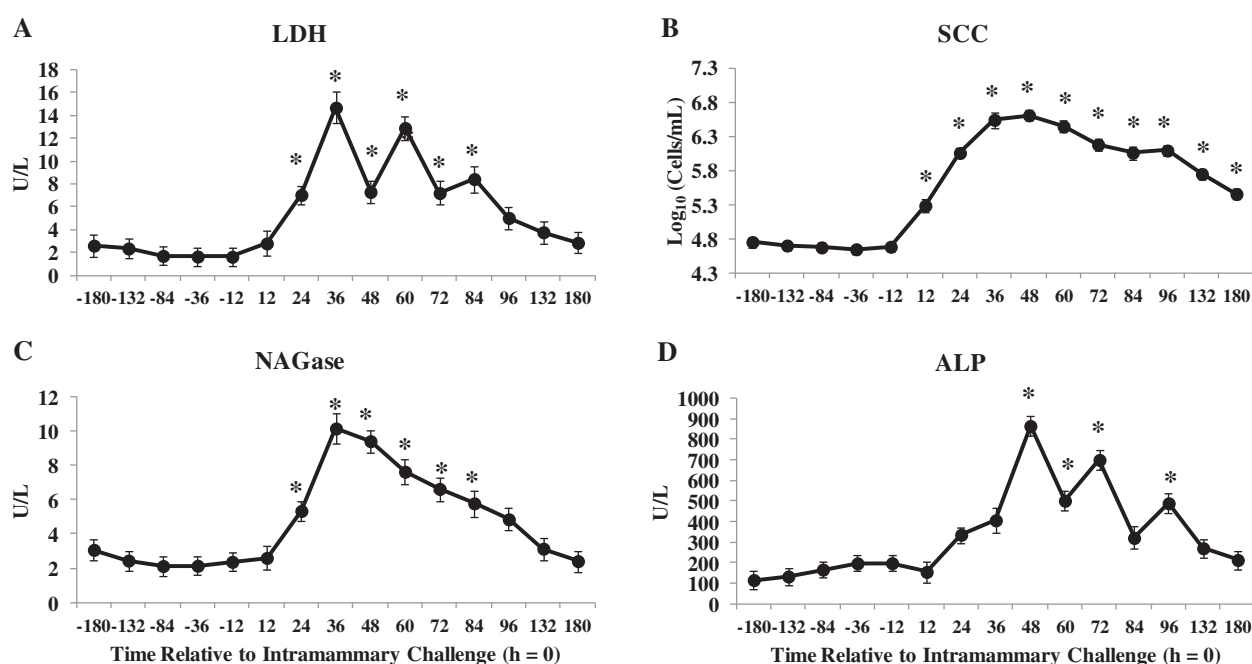 A
LDH
18
16
14
12
10
8
6
4
2
0
U/L
* * * * * *
-180 -132 -84 -36 -12 12 24 36 48 60 72 84 96 132 180
B
SCC
7.3
6.8
6.3
5.8
5.3
4.8
4.3
Log10 (Cells/mL)
* * * * * * * * * *
-180 -132 -84 -36 -12 12 24 36 48 60 72 84 96 132 180
C
NAGase
12
10
8
6
4
2
0
U/L
* * * * * *
-180 -132 -84 -36 -12 12 24 36 48 60 72 84 96 132 180
Time Relative to Intramammary Challenge (h = 0)
D
ALP
1000
900
800
700
600
500
400
300
200
100
0
U/L
* * * *
-180 -132 -84 -36 -12 12 24 36 48 60 72 84 96 132 180
Time Relative to Intramammary Challenge (h = 0)